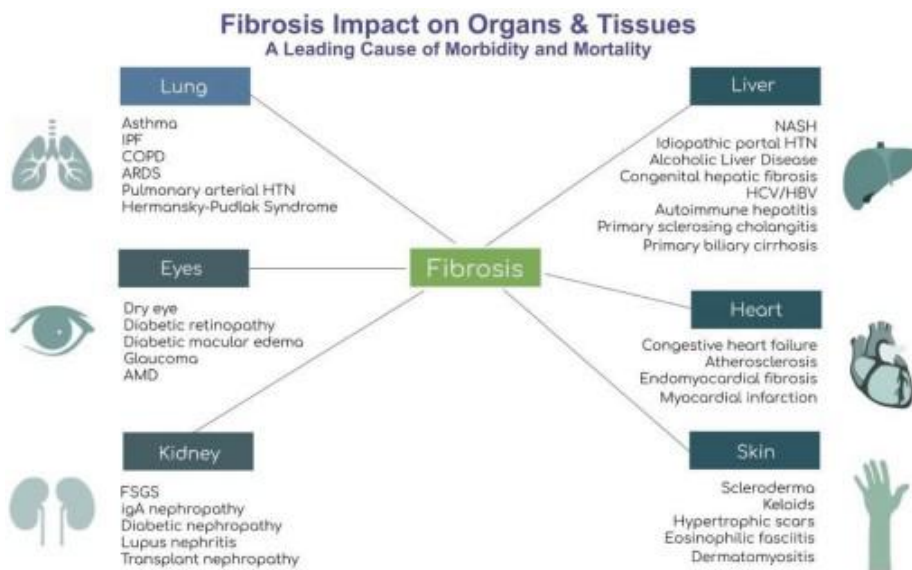 Fibrosis Impact on Organs & Tissues
A Leading Cause of Morbidity and Mortality
Lung
Asthma
IPF
COPD
ARDS
Pulmonary arterial HTN
Hermansky-Pudlak Syndrome
Eyes
Dry eye
Diabetic retinopathy
Diabetic macular edema
Glaucoma
AMD
Kidney
FSGS
igA nephropathy
Diabetic nephropathy
Lupus nephritis
Transplant nephropathy
Fibrosis
Liver
NASH
Idiopathic portal HTN
Alcoholic Liver Disease
Congenital hepatic fibrosis
HCV/HBV
Autoimmune hepatitis
Primary sclerosing cholangitis
Primary biliary cirrhosis
Heart
Congestive heart failure
Atherosclerosis
Endomyocardial fibrosis
Myocardial infarction
Skin
Scleroderma
Keloids
Hypertrophic scars
Eosinophilic fasciitis
Dermatomyositis